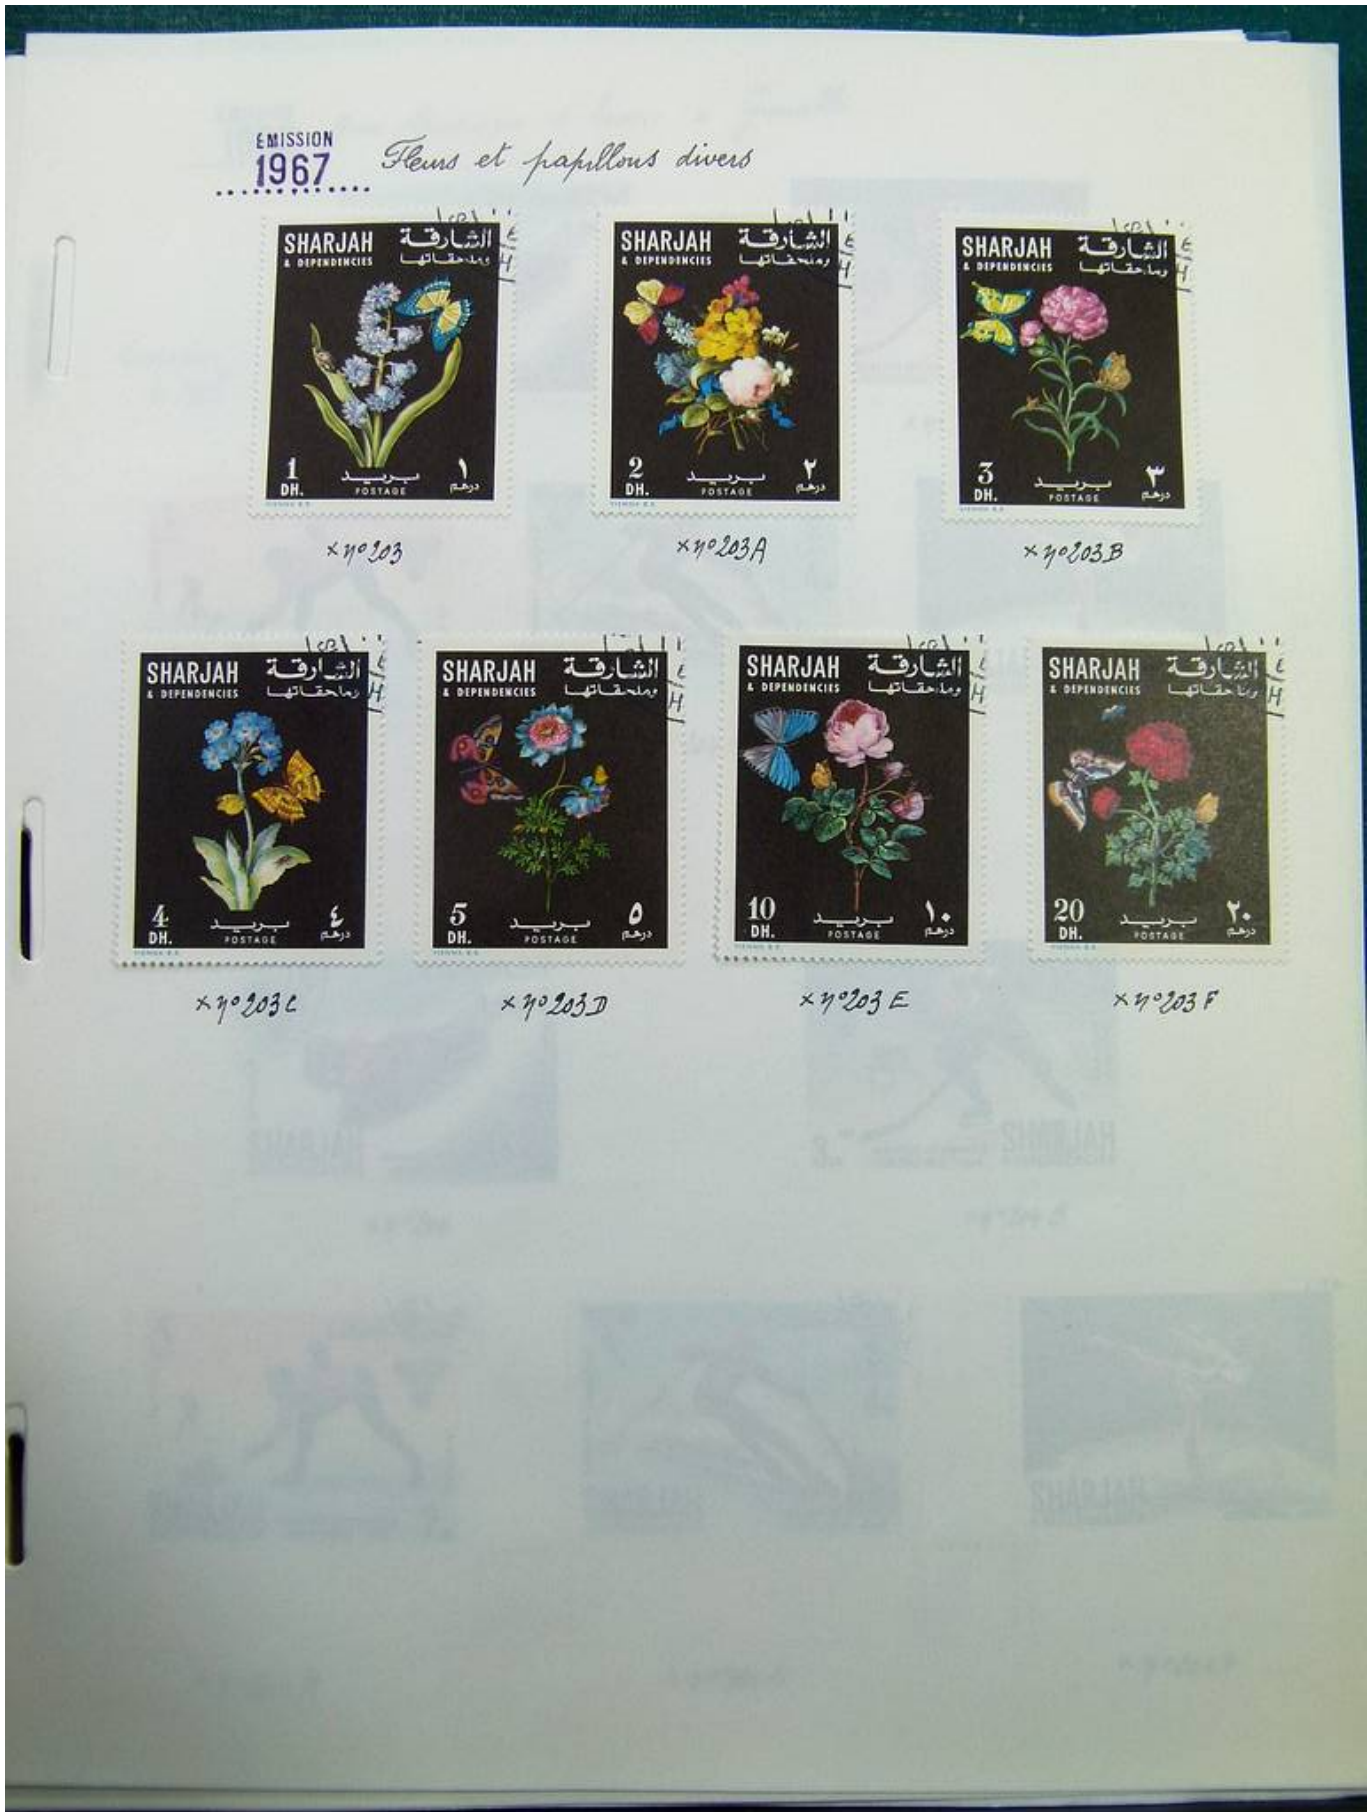 EMISSION
1967
Fleurs et papillons divers
SHARJAH الشارقة
& DEPENDENCIES وملحقاتها
1 بريد ١
DH. POSTAGE درهم
SHARJAH الشارقة
& DEPENDENCIES وملحقاتها
2 بريد ٢
DH. POSTAGE درهم
SHARJAH الشارقة
& DEPENDENCIES وملحقاتها
3 بريد ٣
DH. POSTAGE درهم
x n° 203
x n° 203A
x n° 203B
SHARJAH الشارقة
& DEPENDENCIES وملحقاتها
4 بريد ٤
DH. POSTAGE درهم
SHARJAH الشارقة
& DEPENDENCIES وملحقاتها
5 بريد ٥
DH. POSTAGE درهم
SHARJAH الشارقة
& DEPENDENCIES وملحقاتها
10 بريد ١٠
DH. POSTAGE درهم
SHARJAH الشارقة
& DEPENDENCIES وملحقاتها
20 بريد ٢٠
DH. POSTAGE درهم
x n° 203C
x n° 203D
x n° 203E
x n° 203F